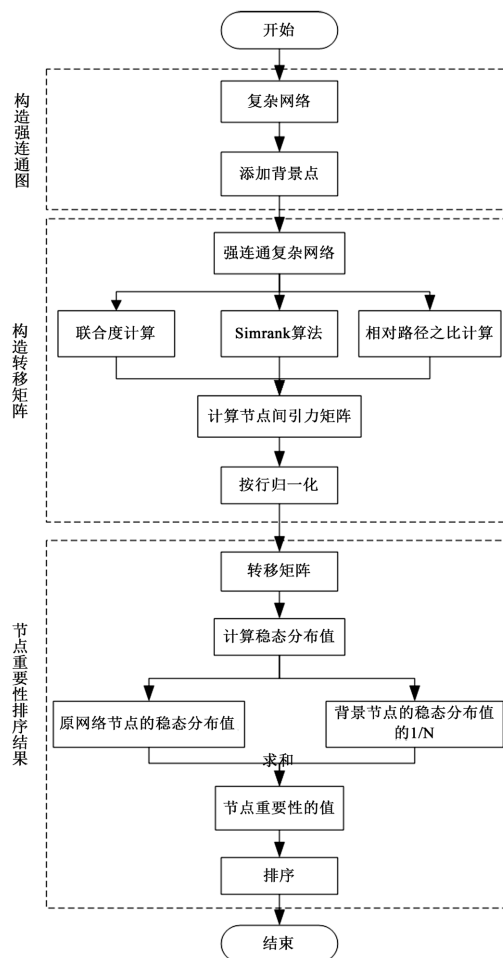 开始
构造强连通图
复杂网络
添加背景点
构造转移矩阵
强连通复杂网络
联合度计算
Simrank算法
相对路径之比计算
计算节点间引力矩阵
按行归一化
节点重要性排序结果
转移矩阵
计算稳态分布值
原网络节点的稳态分布值
背景节点的稳态分布值
的1/N
求和
节点重要性的值
排序
结束